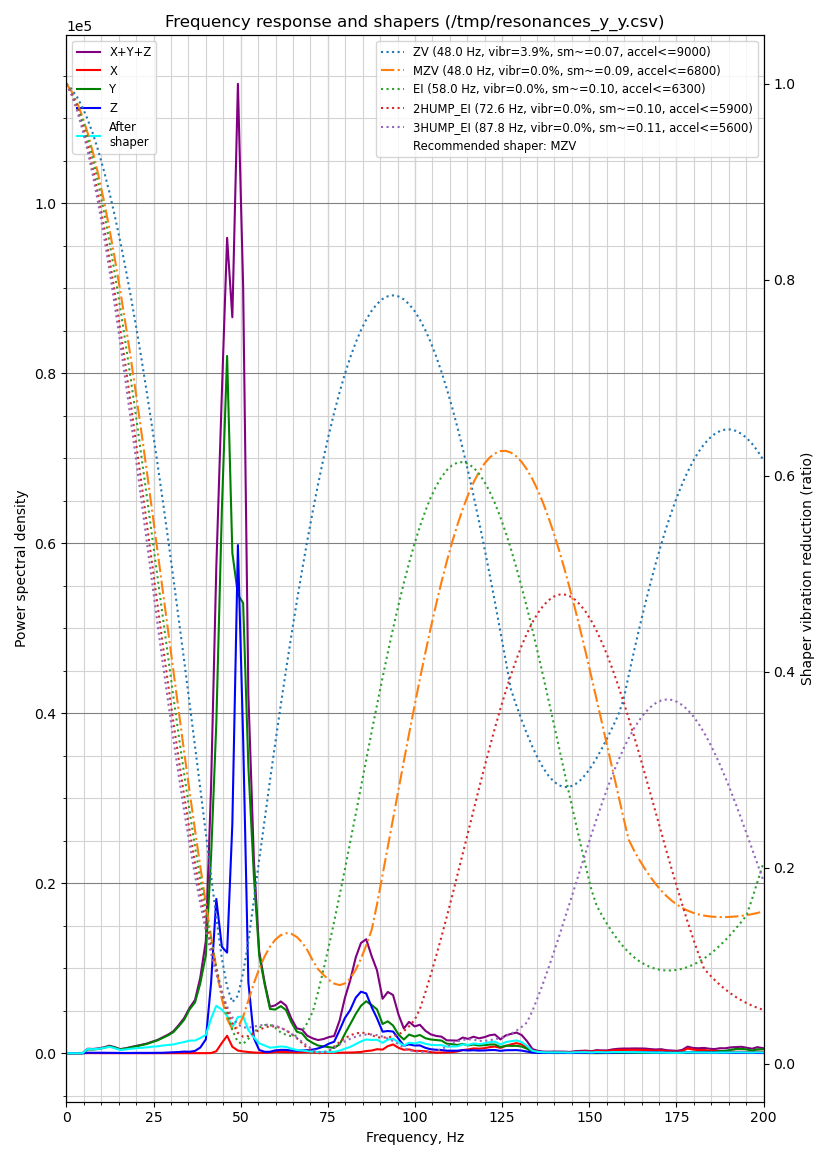 Frequency response and shapers (/tmp/resonances_y_y.csv)
1e5
X+Y+Z
X
Y
Z
After
shaper
ZV (48.0 Hz, vibr=3.9%, sm~=0.07, accel<=9000)
MZV (48.0 Hz, vibr=0.0%, sm~=0.09, accel<=6800)
EI (58.0 Hz, vibr=0.0%, sm~=0.10, accel<=6300)
2HUMP_EI (72.6 Hz, vibr=0.0%, sm~=0.10, accel<=5900)
3HUMP_EI (87.8 Hz, vibr=0.0%, sm~=0.11, accel<=5600)
Recommended shaper: MZV
1.0
0.8
0.6
0.4
0.2
0.0
Power spectral density
1.0
0.8
0.6
0.4
0.2
0.0
Shaper vibration reduction (ratio)
0 25 50 75 100 125 150 175 200
Frequency, Hz